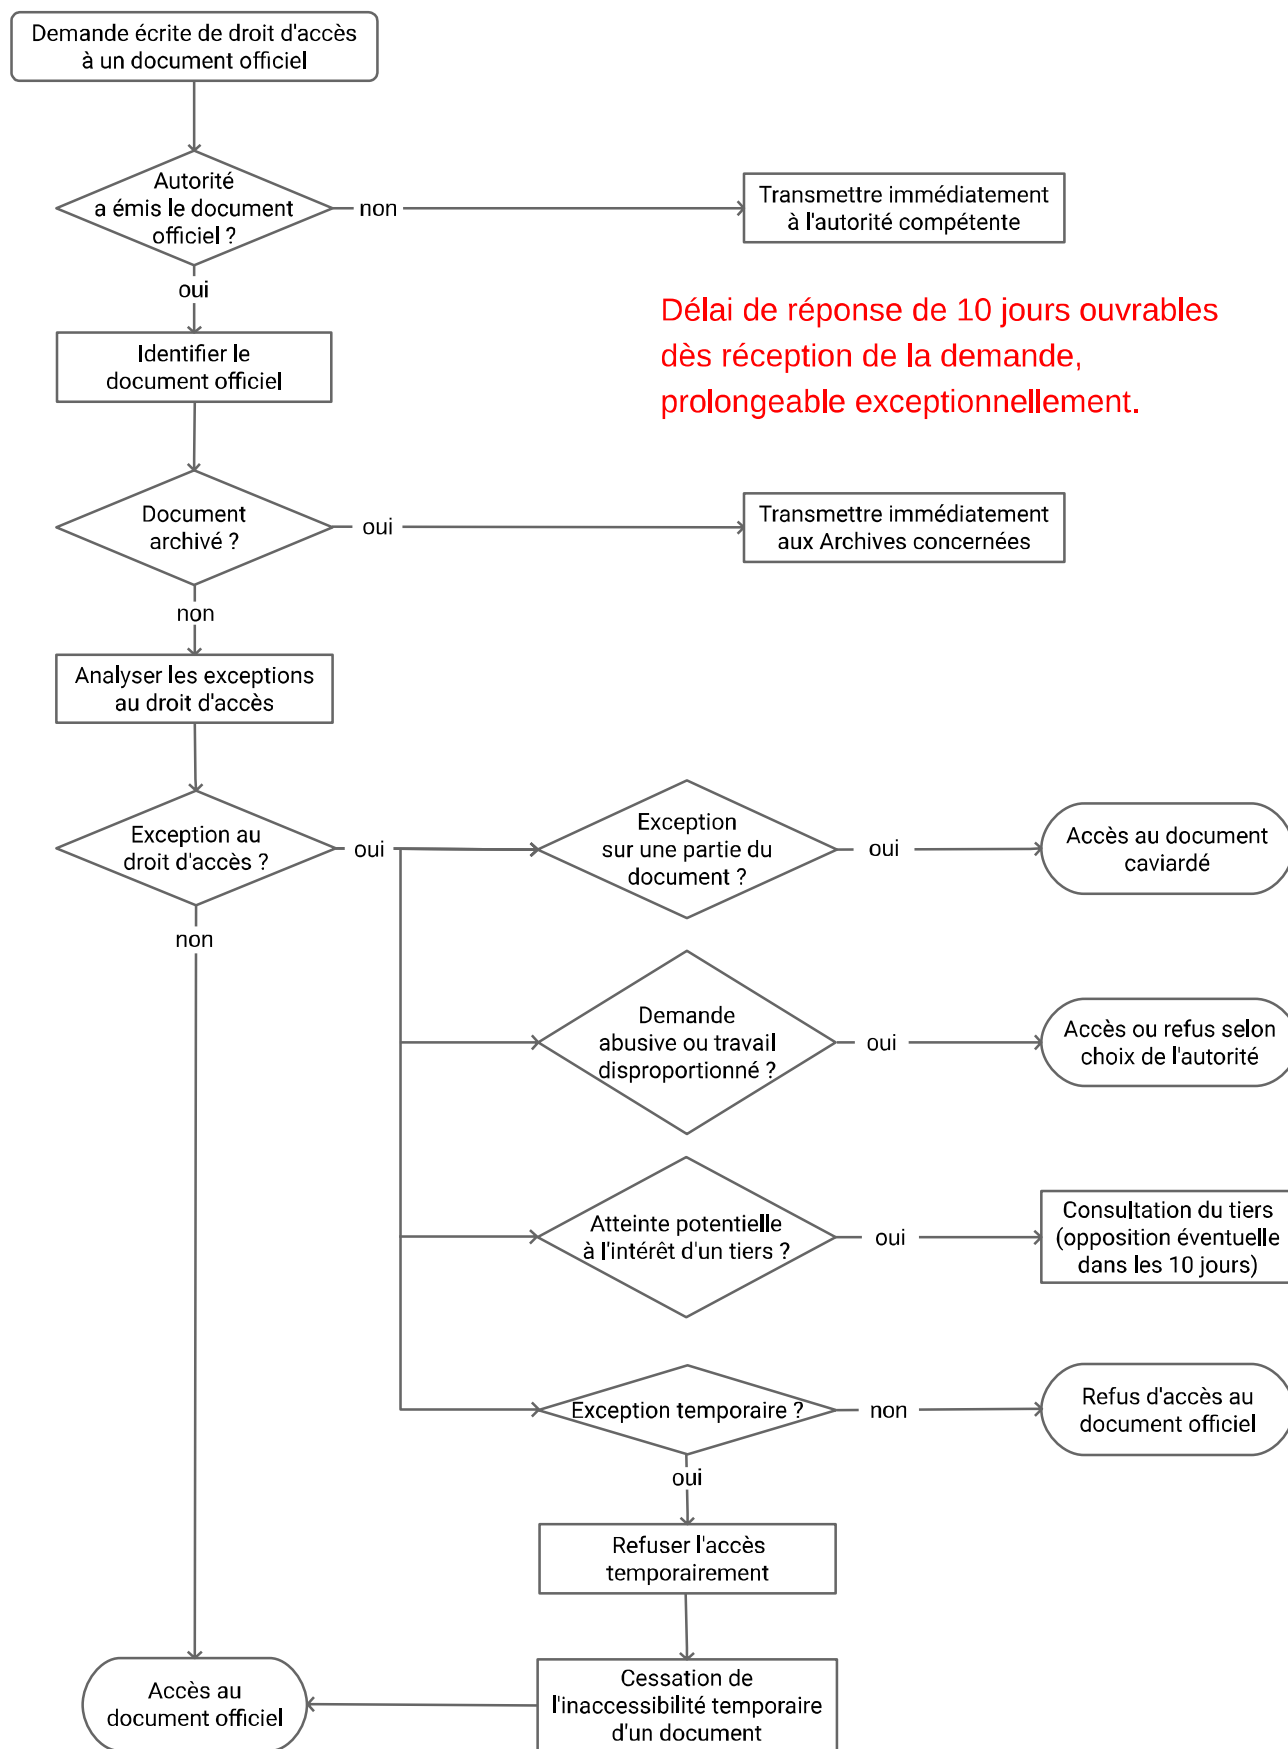 Demande écrite de droit d'accès
à un document officiel
Autorité
a émis le document
officiel ?
non
Transmettre immédiatement
à l'autorité compétente
oui
Délai de réponse de 10 jours ouvrables
dès réception de la demande,
prolongeable exceptionnellement.
Identifier le
document officiel
Document
archivé ?
oui
Transmettre immédiatement
aux Archives concernées
non
Analyser les exceptions
au droit d'accès
Exception au
droit d'accès ?
oui
Exception
sur une partie du
document ?
oui
Accès au document
caviardé
non
Demande
abusive ou travail
disproportionné ?
oui
Accès ou refus selon
choix de l'autorité
Atteinte potentielle
à l'intérêt d'un tiers ?
oui
Consultation du tiers
(opposition éventuelle
dans les 10 jours)
Exception temporaire ?
non
Refus d'accès au
document officiel
oui
Refuser l'accès
temporairement
Cessation de
l'inaccessibilité temporaire
d'un document
Accès au
document officiel